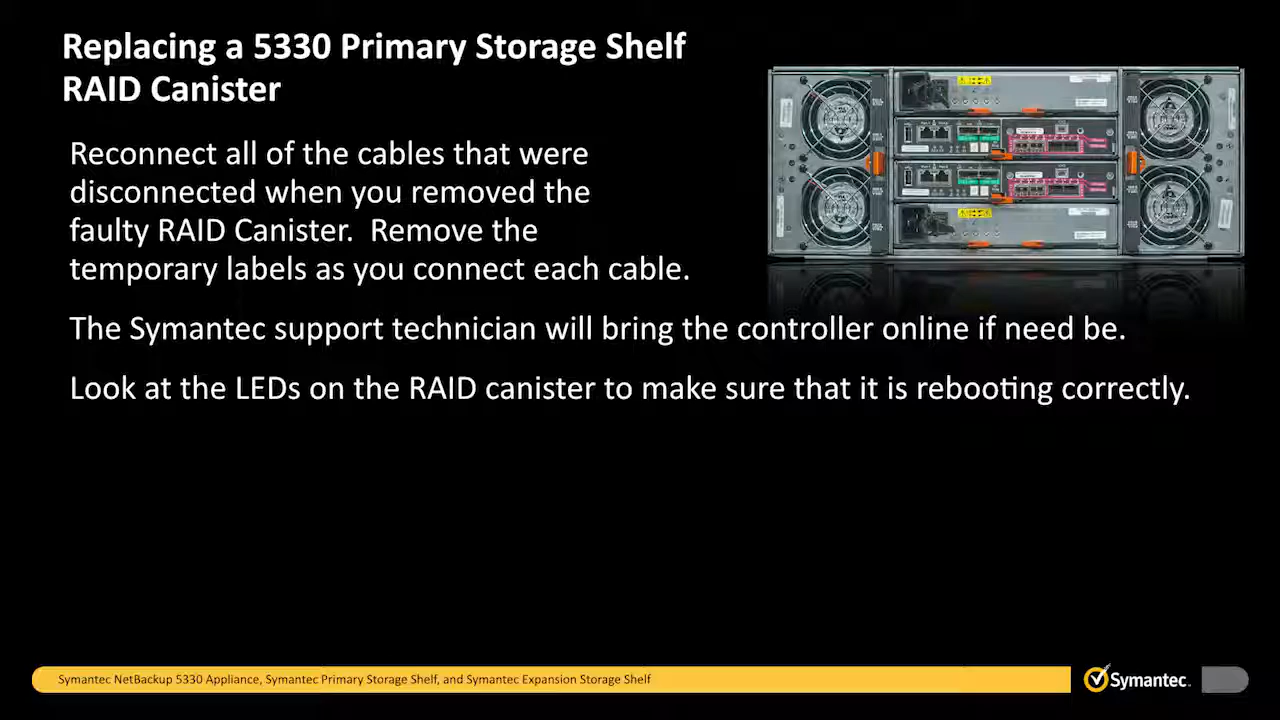 Replacing a 5330 Primary Storage Shelf
RAID Canister
Reconnect all of the cables that were
disconnected when you removed the
faulty RAID Canister.  Remove the
temporary labels as you connect each cable.
The Symantec support technician will bring the controller online if need be.
Look at the LEDs on the RAID canister to make sure that it is rebooting correctly.
Symantec NetBackup 5330 Appliance, Symantec Primary Storage Shelf, and Symantec Expansion Storage Shelf
Symantec.